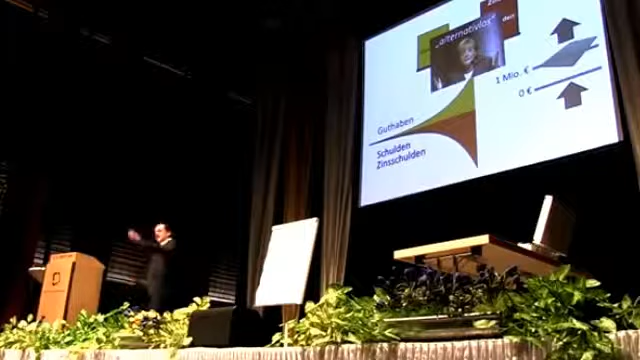 „alternativlos“
1 Mio. €
0 €
Guthaben
Schulden
Zinsschulden